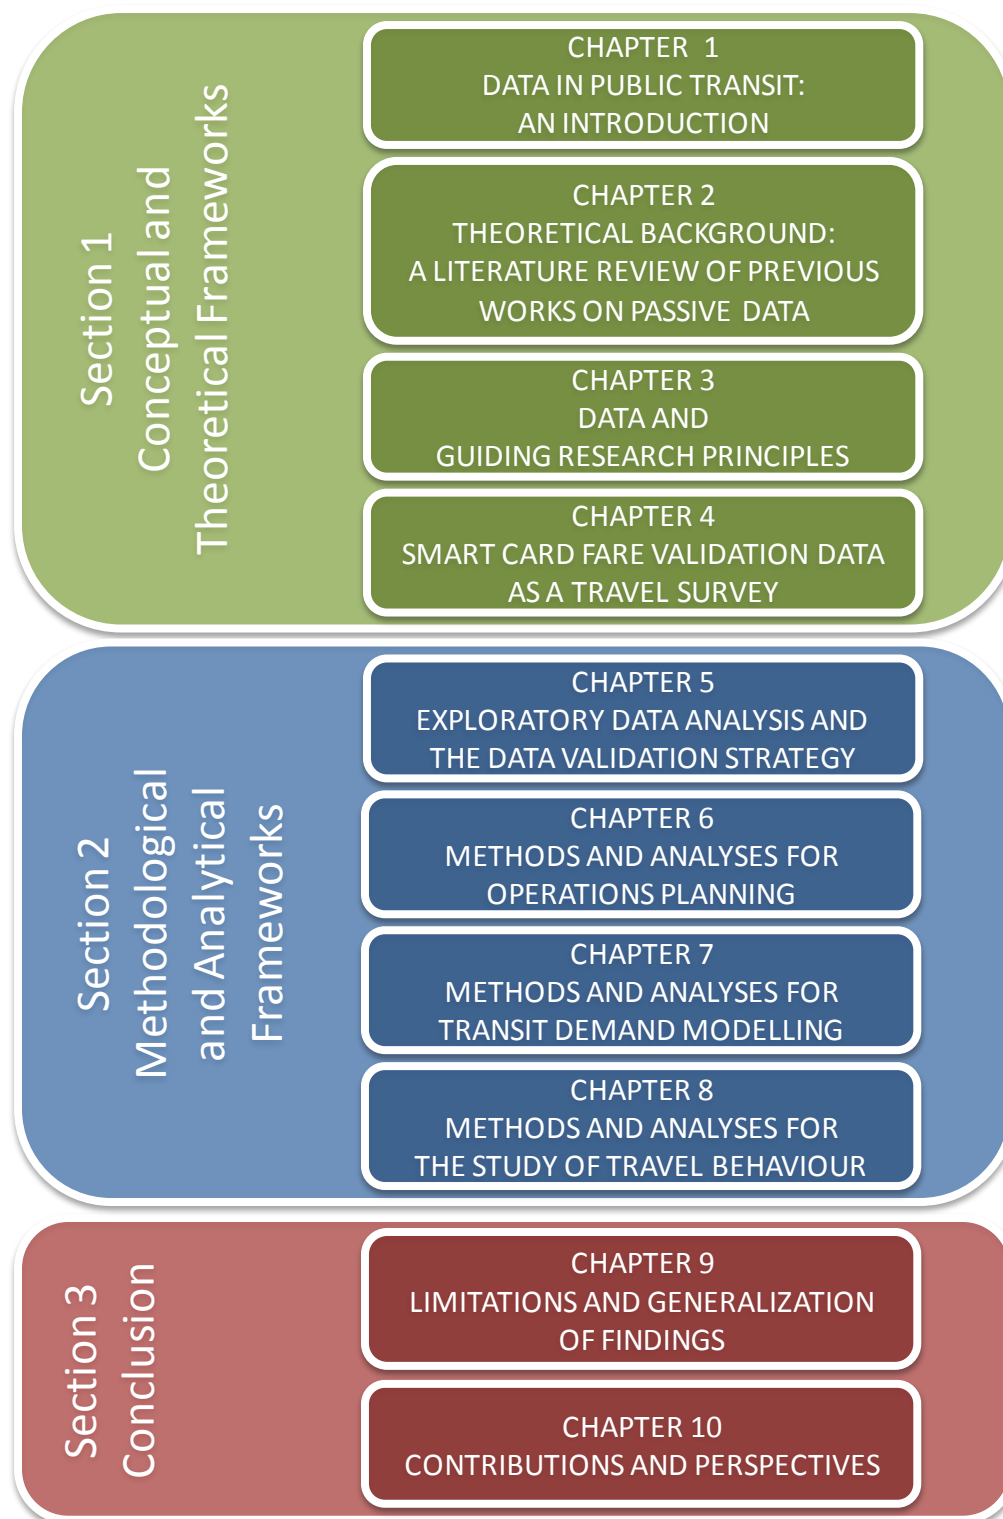 Section 1
Conceptual and
Theoretical Frameworks
CHAPTER 1
DATA IN PUBLIC TRANSIT:
AN INTRODUCTION
CHAPTER 2
THEORETICAL BACKGROUND:
A LITERATURE REVIEW OF PREVIOUS
WORKS ON PASSIVE DATA
CHAPTER 3
DATA AND
GUIDING RESEARCH PRINCIPLES
CHAPTER 4
SMART CARD FARE VALIDATION DATA
AS A TRAVEL SURVEY
Section 2
Methodological
and Analytical
Frameworks
CHAPTER 5
EXPLORATORY DATA ANALYSIS AND
THE DATA VALIDATION STRATEGY
CHAPTER 6
METHODS AND ANALYSES FOR
OPERATIONS PLANNING
CHAPTER 7
METHODS AND ANALYSES FOR
TRANSIT DEMAND MODELLING
CHAPTER 8
METHODS AND ANALYSES FOR
THE STUDY OF TRAVEL BEHAVIOUR
Section 3
Conclusion
CHAPTER 9
LIMITATIONS AND GENERALIZATION
OF FINDINGS
CHAPTER 10
CONTRIBUTIONS AND PERSPECTIVES